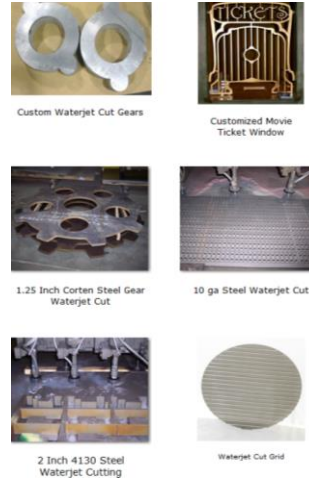 TICKETS
Custom Waterjet Cut Gears
Customized Movie
Ticket Window
1.25 Inch Corten Steel Gear
Waterjet Cut
10 ga Steel Waterjet Cut
2 Inch 4130 Steel
Waterjet Cutting
Waterjet Cut Grid